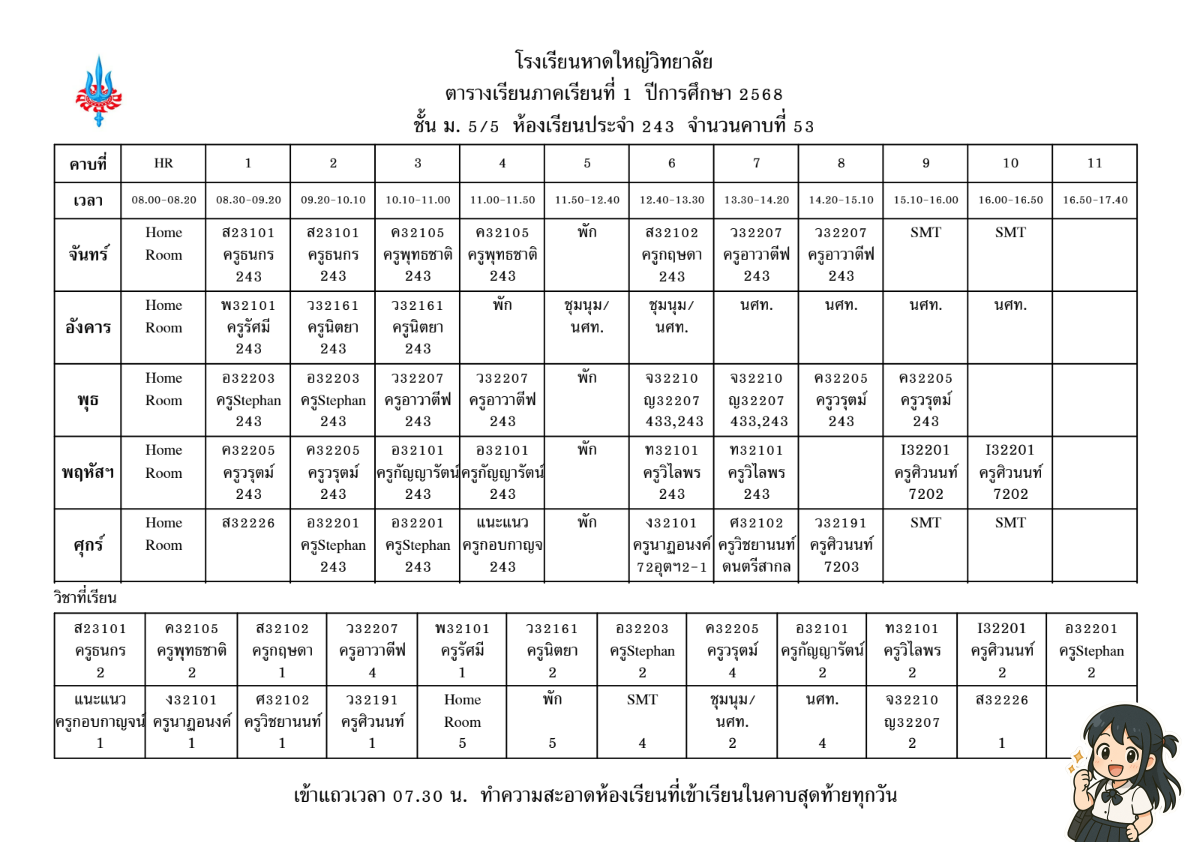 โรงเรียนหาดใหญ่วิทยาลัย
ตารางเรียนภาคเรียนที่ 1 ปีการศึกษา 2568
ชั้น ม. 5/5 ห้องเรียนประจำ 243 จำนวนคาบที่ 53
คาบที่ HR 1 2 3 4 5 6 7 8 9 10 11
เวลา 08.00-08.20 08.30-09.20 09.20-10.10 10.10-11.00 11.00-11.50 11.50-12.40 12.40-13.30 13.30-14.20 14.20-15.10 15.10-16.00 16.00-16.50 16.50-17.40
Home ส23101 ส23101 ค32105 ค32105 พัก ส32102 ว32207 ว32207 SMT SMT
จันทร์ Room ครูธนกร ครูธนกร ครูพุทธชาติ ครูพุทธชาติ ครูกฤษดา ครูอาวาตีฟ ครูอาวาตีฟ
243 243 243 243 243 243 243
Home พ32101 ว32161 ว32161 พัก ชุมนุม/ ชุมนุม/ นศท. นศท. นศท. นศท.
อังคาร Room ครูรัศมี ครูนิตยา ครูนิตยา นศท. นศท.
243 243 243
Home อ32203 อ32203 ว32207 ว32207 พัก จ32210 จ32210 ค32205 ค32205
พุธ Room ครูStephan ครูStephan ครูอาวาตีฟ ครูอาวาตีฟ ญ32207 ญ32207 ครูวรุตม์ ครูวรุตม์
243 243 243 243 433,243 433,243 243 243
Home ค32205 ค32205 อ32101 อ32101 พัก ท32101 ท32101 I32201 I32201
พฤหัสฯ Room ครูวรุตม์ ครูวรุตม์ ครูกัญญารัตน์ ครูกัญญารัตน์ ครูวิไลพร ครูวิไลพร ครูศิวนนท์ ครูศิวนนท์
243 243 243 243 243 243 7202 7202
Home ส32226 อ32201 อ32201 แนะแนว พัก ง32101 ศ32102 ว32191 SMT SMT
ศุกร์ Room ครูStephan ครูStephan ครูกอบกาญจ ครูนาฏอนงค์ ครูวิชยานนท์ ครูศิวนนท์
243 243 243 72อุตฯ2-1 ดนตรีสากล 7203
วิชาที่เรียน
ส23101 ค32105 ส32102 ว32207 พ32101 ว32161 อ32203 ค32205 อ32101 ท32101 I32201 อ32201
ครูธนกร ครูพุทธชาติ ครูกฤษดา ครูอาวาตีฟ ครูรัศมี ครูนิตยา ครูStephan ครูวรุตม์ ครูกัญญารัตน์ ครูวิไลพร ครูศิวนนท์ ครูStephan
2 2 1 4 1 2 2 4 2 2 2 2
แนะแนว ง32101 ศ32102 ว32191 Home พัก SMT ชุมนุม/ นศท. จ32210 ส32226
ครูกอบกาญจน์ ครูนาฏอนงค์ ครูวิชยานนท์ ครูศิวนนท์ Room นศท. ญ32207
1 1 1 1 5 5 4 2 4 2 1
เข้าแถวเวลา 07.30 น. ทำความสะอาดห้องเรียนที่เข้าเรียนในคาบสุดท้ายทุกวัน